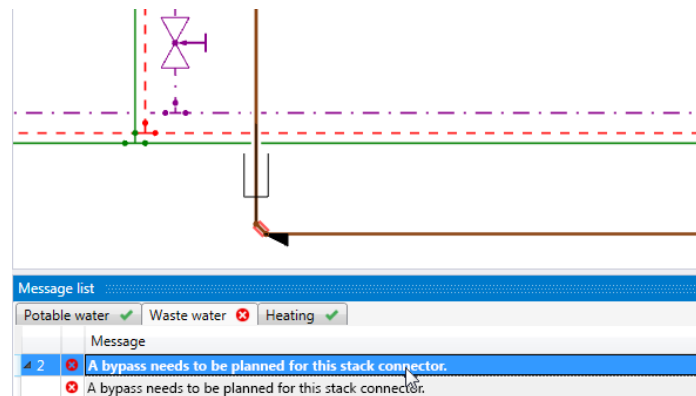 Message list
Potable water Waste water Heating
Message
2 A bypass needs to be planned for this stack connector.
A bypass needs to be planned for this stack connector.